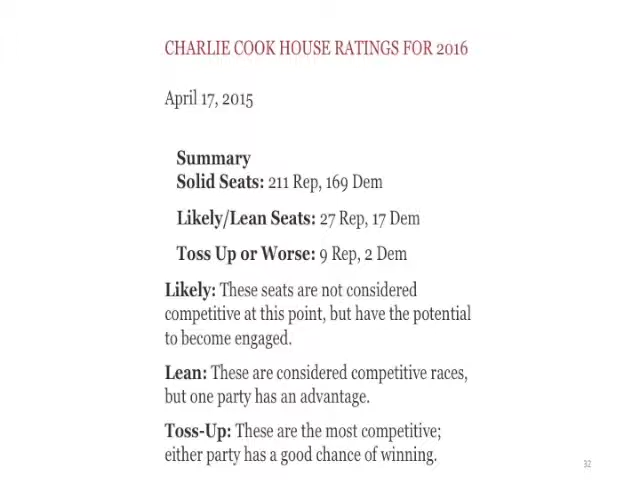 CHARLIE COOK HOUSE RATINGS FOR 2016
April 17, 2015
Summary
Solid Seats: 211 Rep, 169 Dem
Likely/Lean Seats: 27 Rep, 17 Dem
Toss Up or Worse: 9 Rep, 2 Dem
Likely: These seats are not considered
competitive at this point, but have the potential
to become engaged.
Lean: These are considered competitive races,
but one party has an advantage.
Toss-Up: These are the most competitive;
either party has a good chance of winning.
32